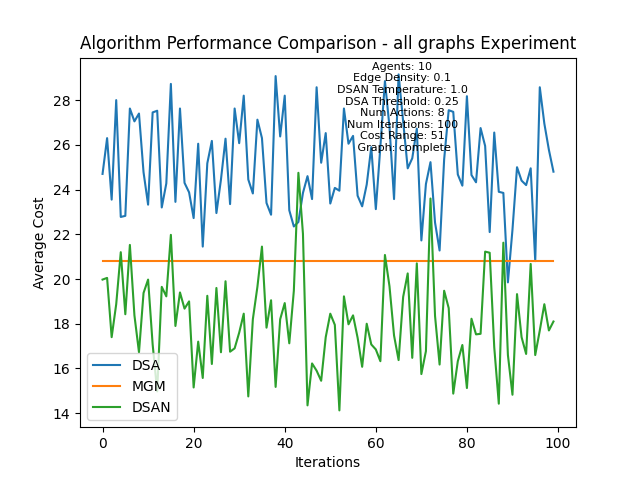 Algorithm Performance Comparison - all graphs Experiment
Agents: 10
Edge Density: 0.1
DSAN Temperature: 1.0
DSA Threshold: 0.25
Num Actions: 8
Num Iterations: 100
Cost Range: 51
Graph: complete
Average Cost
28
26
24
22
20
18
16
14
DSA
MGM
DSAN
0
20
40
60
80
100
Iterations